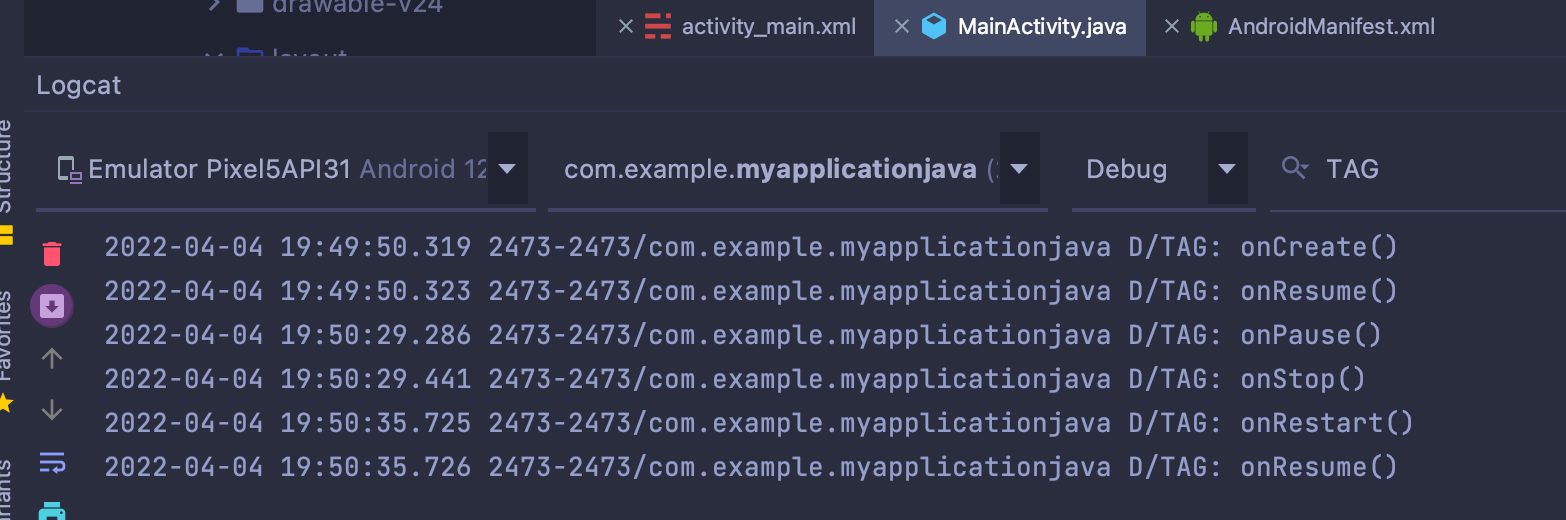 drawable-v24
activity_main.xml
MainActivity.java
AndroidManifest.xml
layout
Logcat
Structure
Emulator Pixel5API31 Android 12
com.example.myapplicationjava (
Debug
TAG
2022-04-04 19:49:50.319 2473-2473/com.example.myapplicationjava D/TAG: onCreate()
2022-04-04 19:49:50.323 2473-2473/com.example.myapplicationjava D/TAG: onResume()
Favorites
2022-04-04 19:50:29.286 2473-2473/com.example.myapplicationjava D/TAG: onPause()
2022-04-04 19:50:29.441 2473-2473/com.example.myapplicationjava D/TAG: onStop()
2022-04-04 19:50:35.725 2473-2473/com.example.myapplicationjava D/TAG: onRestart()
2022-04-04 19:50:35.726 2473-2473/com.example.myapplicationjava D/TAG: onResume()